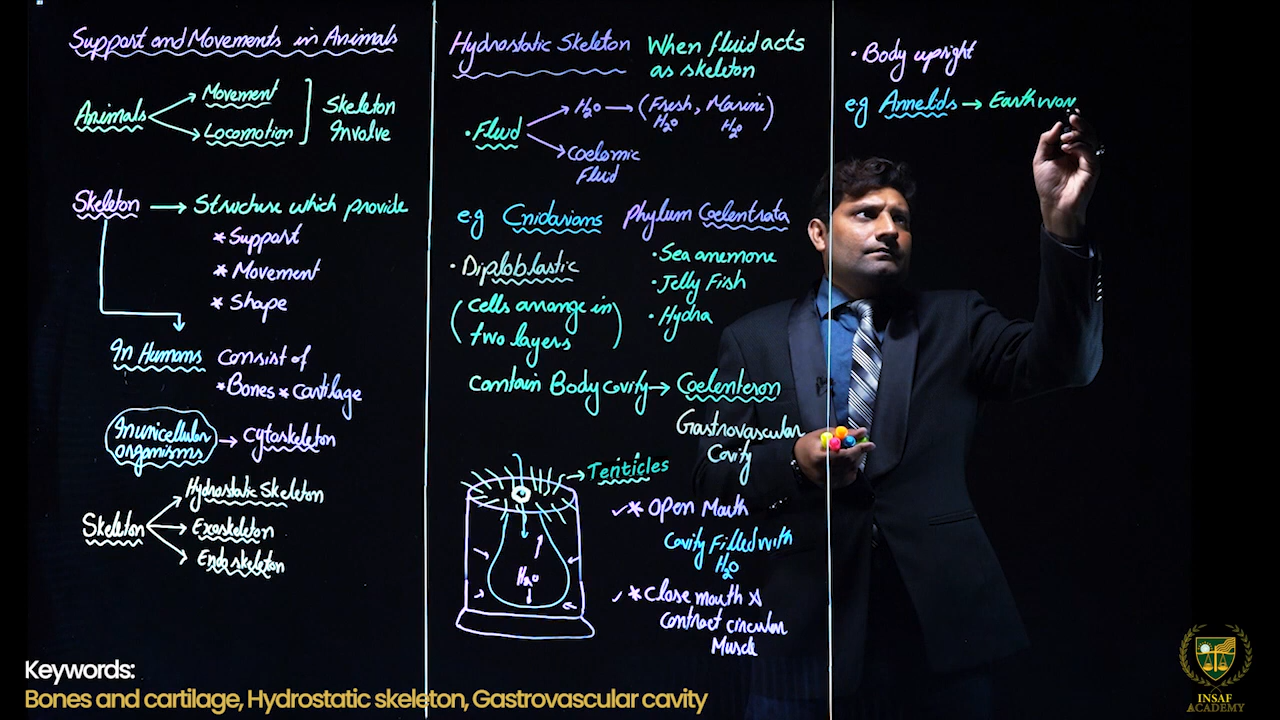 Support and Movements in Animals
Animals
Movement
Locomotion
Skeleton
Involve
Skeleton → Structure which provide
* Support
* Movement
* Shape
In Humans consist of
* Bones * cartilage
In unicellular
organisms → Cytoskeleton
Skeleton
Hydrostatic Skeleton
Exoskeleton
Endoskeleton
Hydrostatic Skeleton When fluid acts
as skeleton
• Fluid
H2O → (Fresh, Marine)
H2O H2O
Coelomic
Fluid
e.g Cnidarians phylum Coelentrata
• Diploblastic
(cells arrange in
two layers)
• Sea anemone
• Jelly Fish
• Hydra
contain Body cavity → Coelenteron
Gastrovascular
Cavity
→ Tenticles
H2O
✓* Open Mouth
Cavity Filled with
H2O
✓* Close mouth &
contract circular
Muscle
• Body upright
e.g Annelids → Earthwor
Keywords:
Bones and cartilage, Hydrostatic skeleton, Gastrovascular cavity
INSAF
ACADEMY